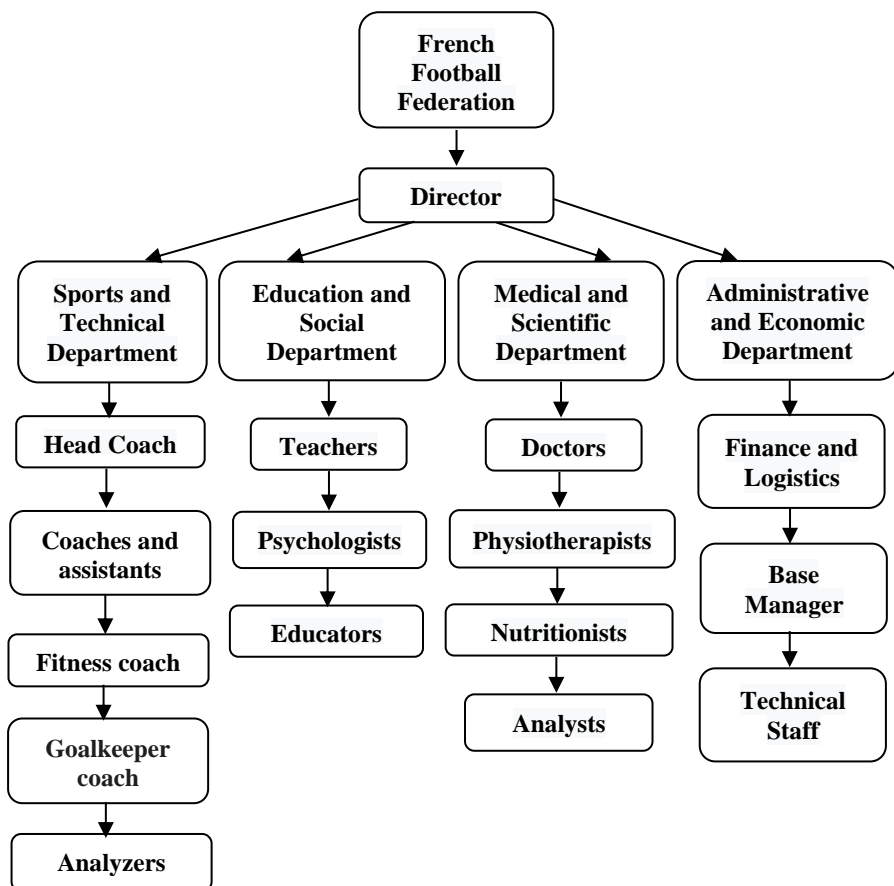 French
Football
Federation
Director
Sports and
Technical
Department
Education and
Social
Department
Medical and
Scientific
Department
Administrative
and Economic
Department
Head Coach
Teachers
Doctors
Finance and
Logistics
Coaches and
assistants
Psychologists
Physiotherapists
Base
Manager
Fitness coach
Educators
Nutritionists
Technical
Staff
Goalkeeper
coach
Analysts
Analyzers